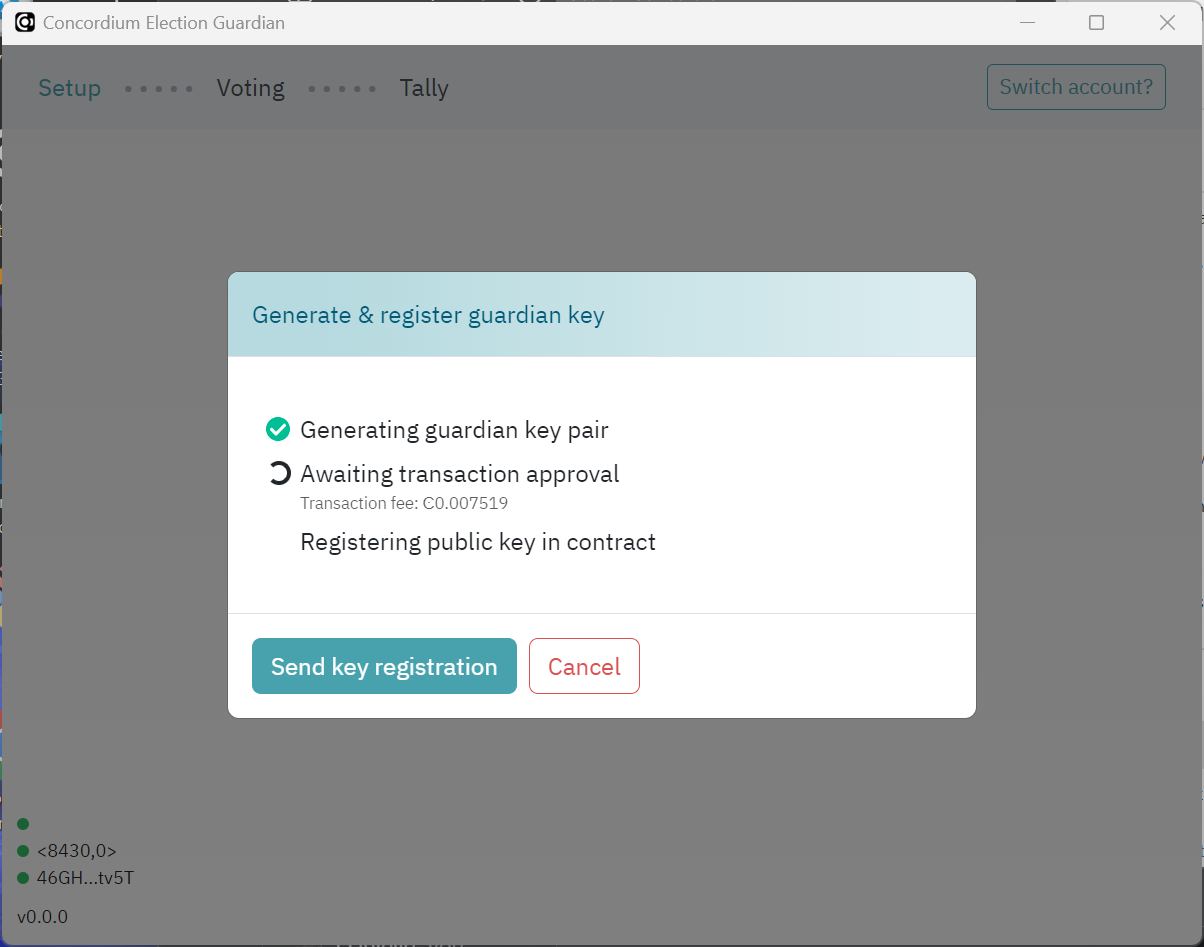 Concordium Election Guardian
Setup ····· Voting ····· Tally Switch account?
Generate & register guardian key
Generating guardian key pair
Awaiting transaction approval
Transaction fee: Ͼ0.007519
Registering public key in contract
Send key registration Cancel
<8430,0>
46GH...tv5T
v0.0.0